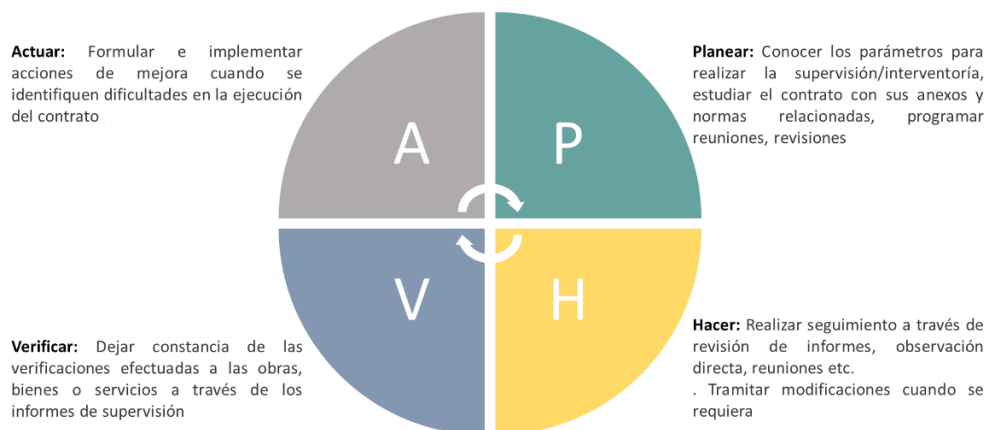 Actuar: Formular e implementar
acciones de mejora cuando se
identifiquen dificultades en la ejecución
del contrato
Planear: Conocer los parámetros para
realizar la supervisión/interventoría,
estudiar el contrato con sus anexos y
normas relacionadas, programar
reuniones, revisiones
A
P
V
H
Verificar: Dejar constancia de las
verificaciones efectuadas a las obras,
bienes o servicios a través de los
informes de supervisión
Hacer: Realizar seguimiento a través de
revisión de informes, observación
directa, reuniones etc.
. Tramitar modificaciones cuando se
requiera